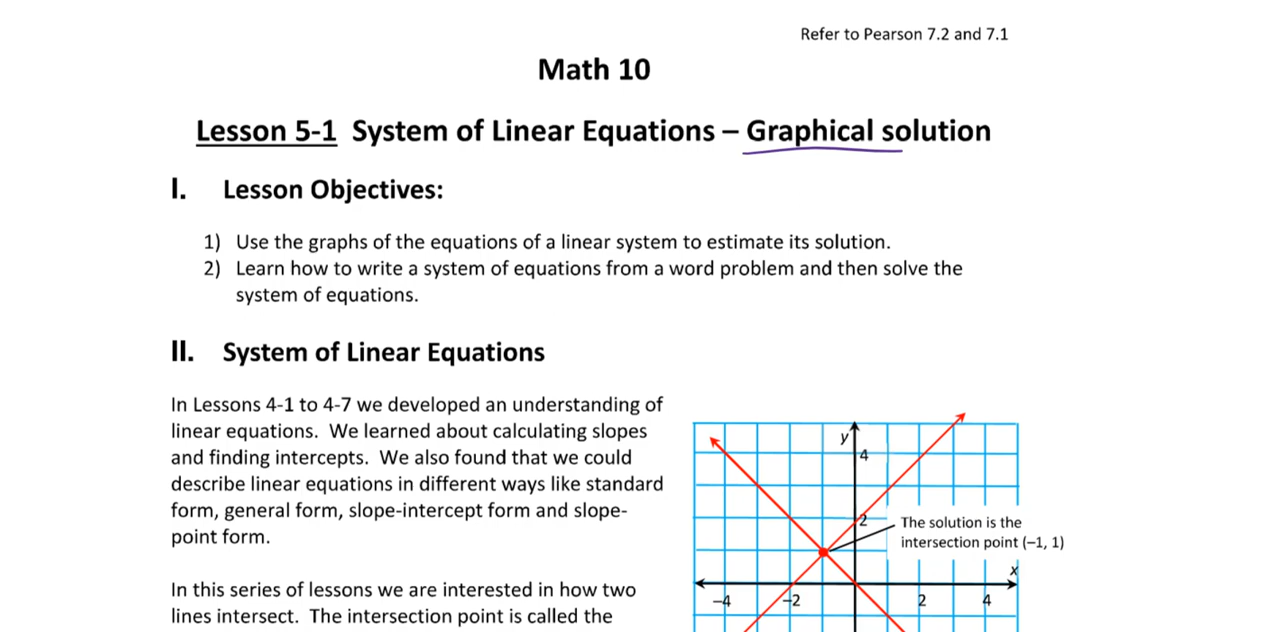 Refer to Pearson 7.2 and 7.1
Math 10
Lesson 5-1 System of Linear Equations – Graphical solution
I. Lesson Objectives:
1) Use the graphs of the equations of a linear system to estimate its solution.
2) Learn how to write a system of equations from a word problem and then solve the
system of equations.
II. System of Linear Equations
In Lessons 4-1 to 4-7 we developed an understanding of
linear equations. We learned about calculating slopes
and finding intercepts. We also found that we could
describe linear equations in different ways like standard
form, general form, slope-intercept form and slope-
point form.
In this series of lessons we are interested in how two
lines intersect. The intersection point is called the
y
4
2
The solution is the
intersection point (–1, 1)
x
–4 –2 2 4